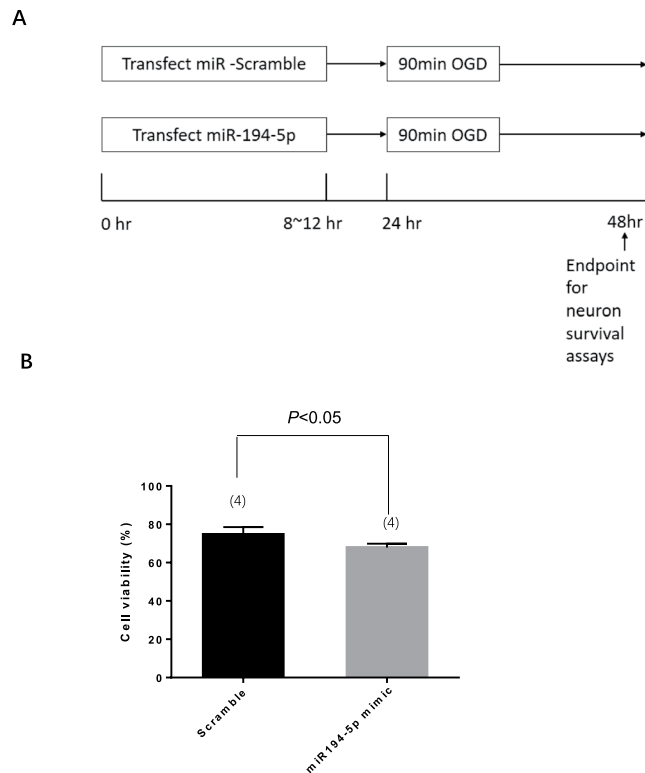 A
Transfect miR -Scramble
90min OGD
Transfect miR-194-5p
90min OGD
0 hr
8~12 hr
24 hr
48hr
Endpoint
for
neuron
survival
assays
B
P<0.05
(4)
(4)
100
80
60
40
20
0
Cell viability (%)
Scramble
miR194-5p mimic